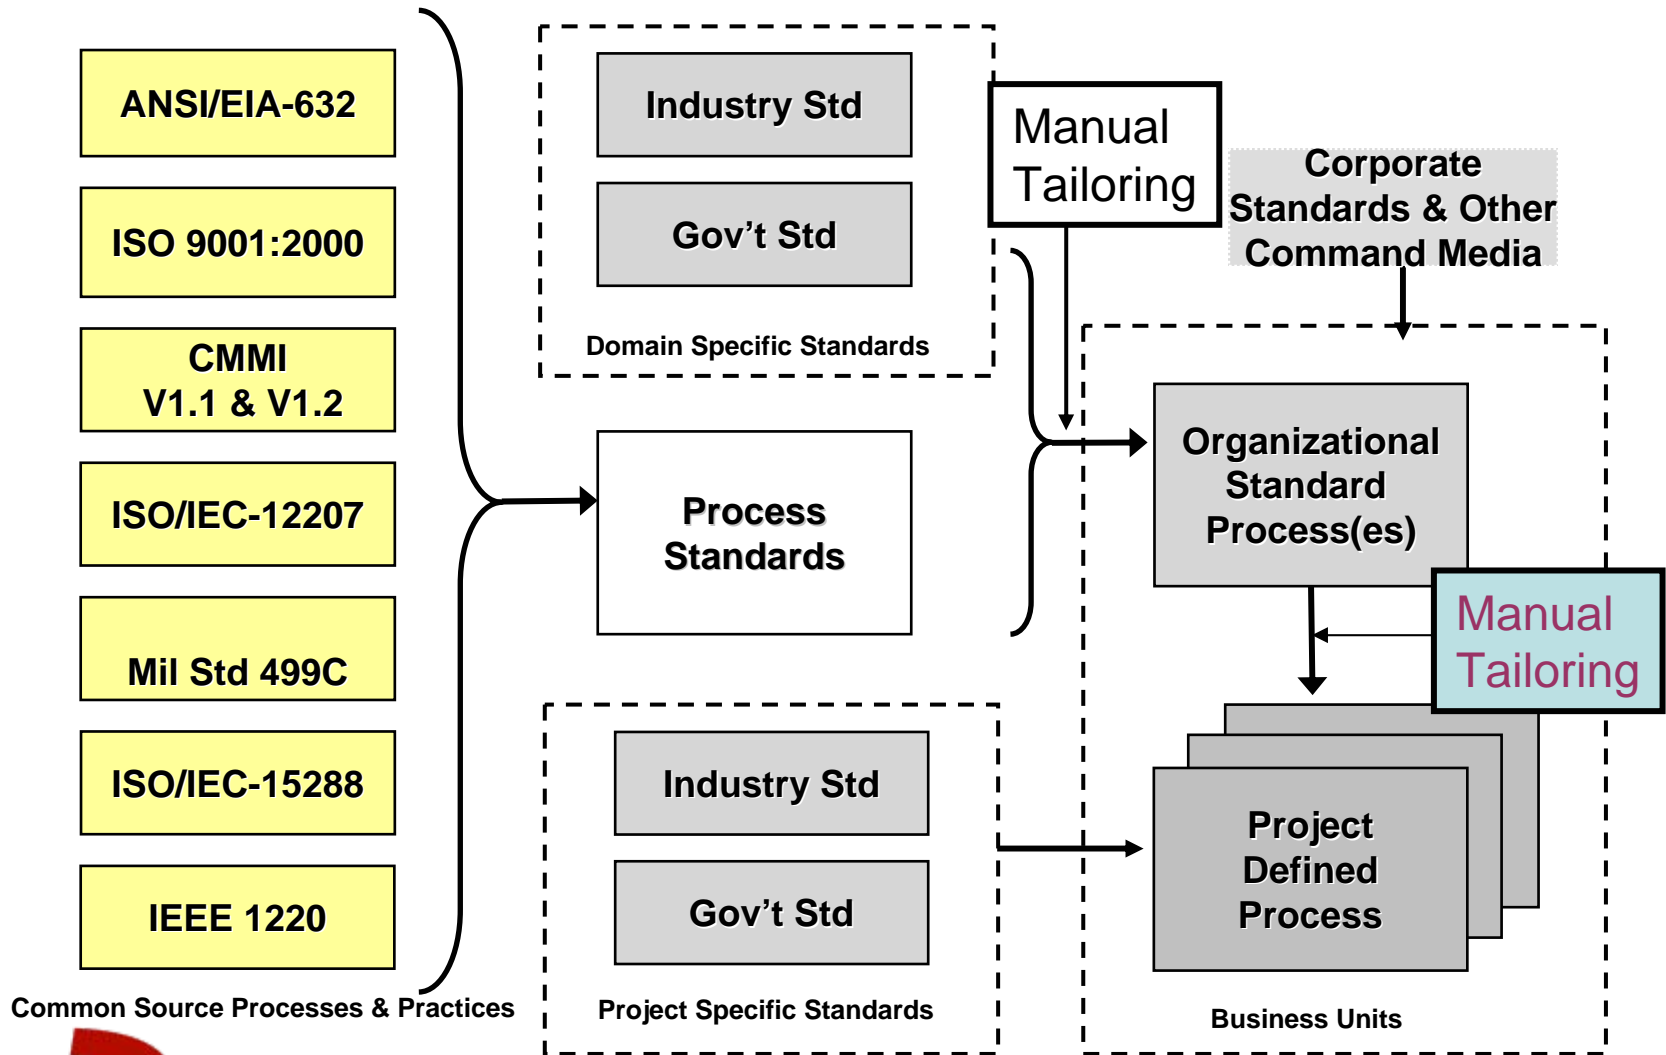 ANSI/EIA-632
ISO 9001:2000
CMMI
V1.1 & V1.2
ISO/IEC-12207
Mil Std 499C
ISO/IEC-15288
IEEE 1220
Common Source Processes & Practices
Industry Std
Gov’t Std
Domain Specific Standards
Process
Standards
Industry Std
Gov’t Std
Project Specific Standards
Manual
Tailoring
Corporate
Standards & Other
Command Media
Organizational
Standard
Process(es)
Manual
Tailoring
Project
Defined
Process
Business Units